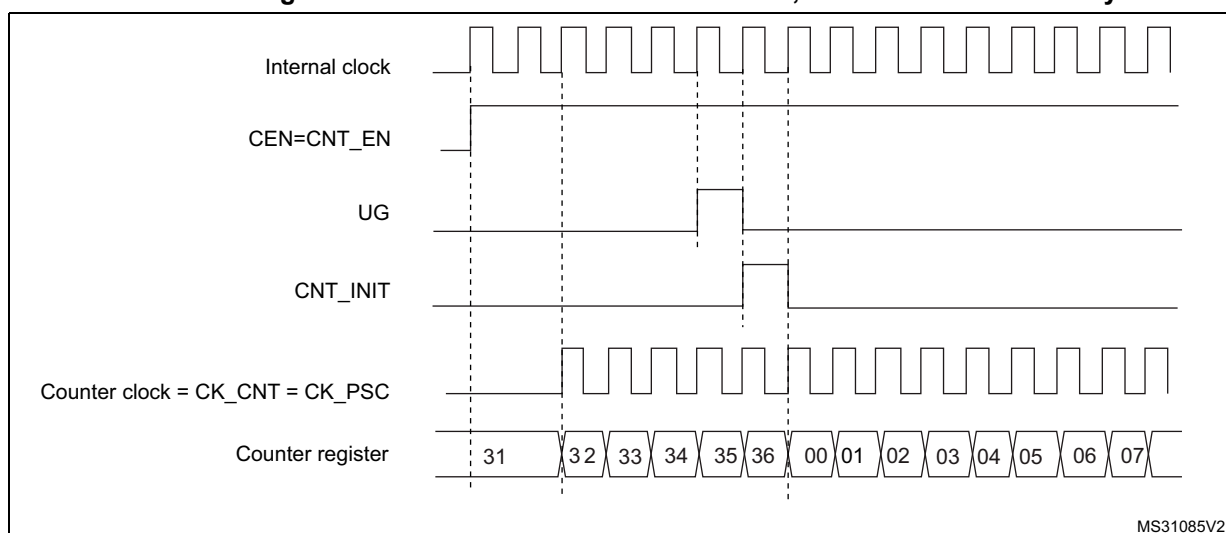 Internal clock
CEN=CNT_EN
UG
CNT_INIT
Counter clock = CK_CNT = CK_PSC
Counter register
31 32 33 34 35 36 00 01 02 03 04 05 06 07
MS31085V2